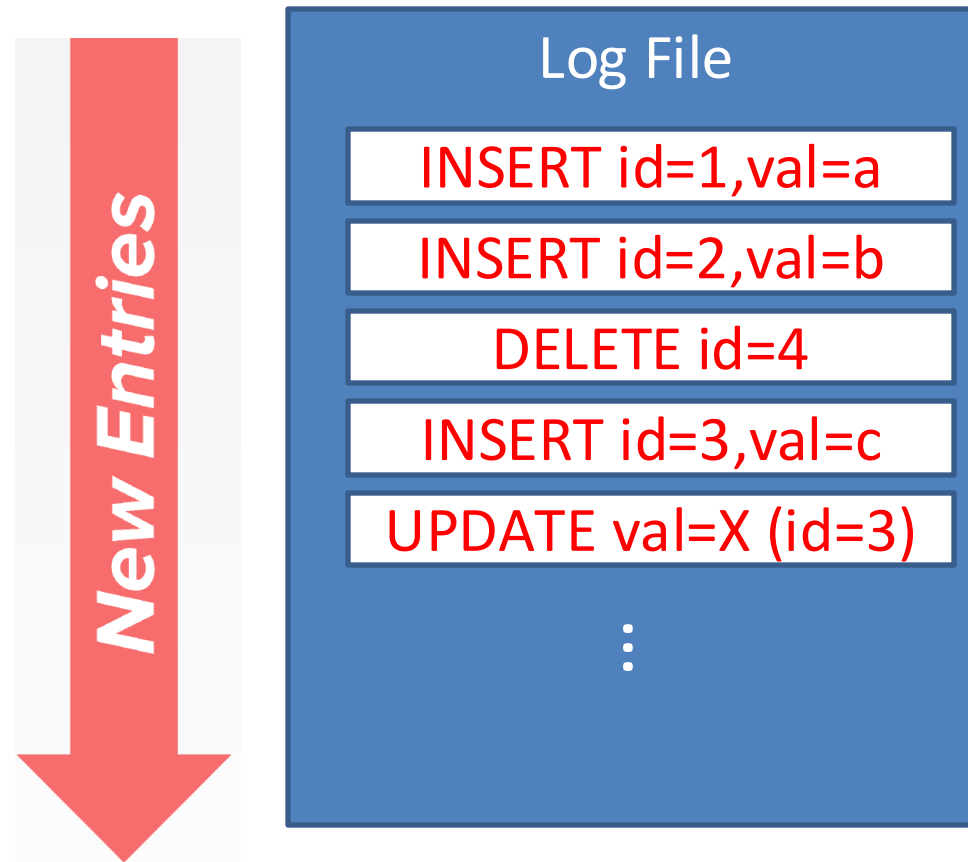 New Entries
Log File
INSERT id=1,val=a
INSERT id=2,val=b
DELETE id=4
INSERT id=3,val=c
UPDATE val=X (id=3)
⋮